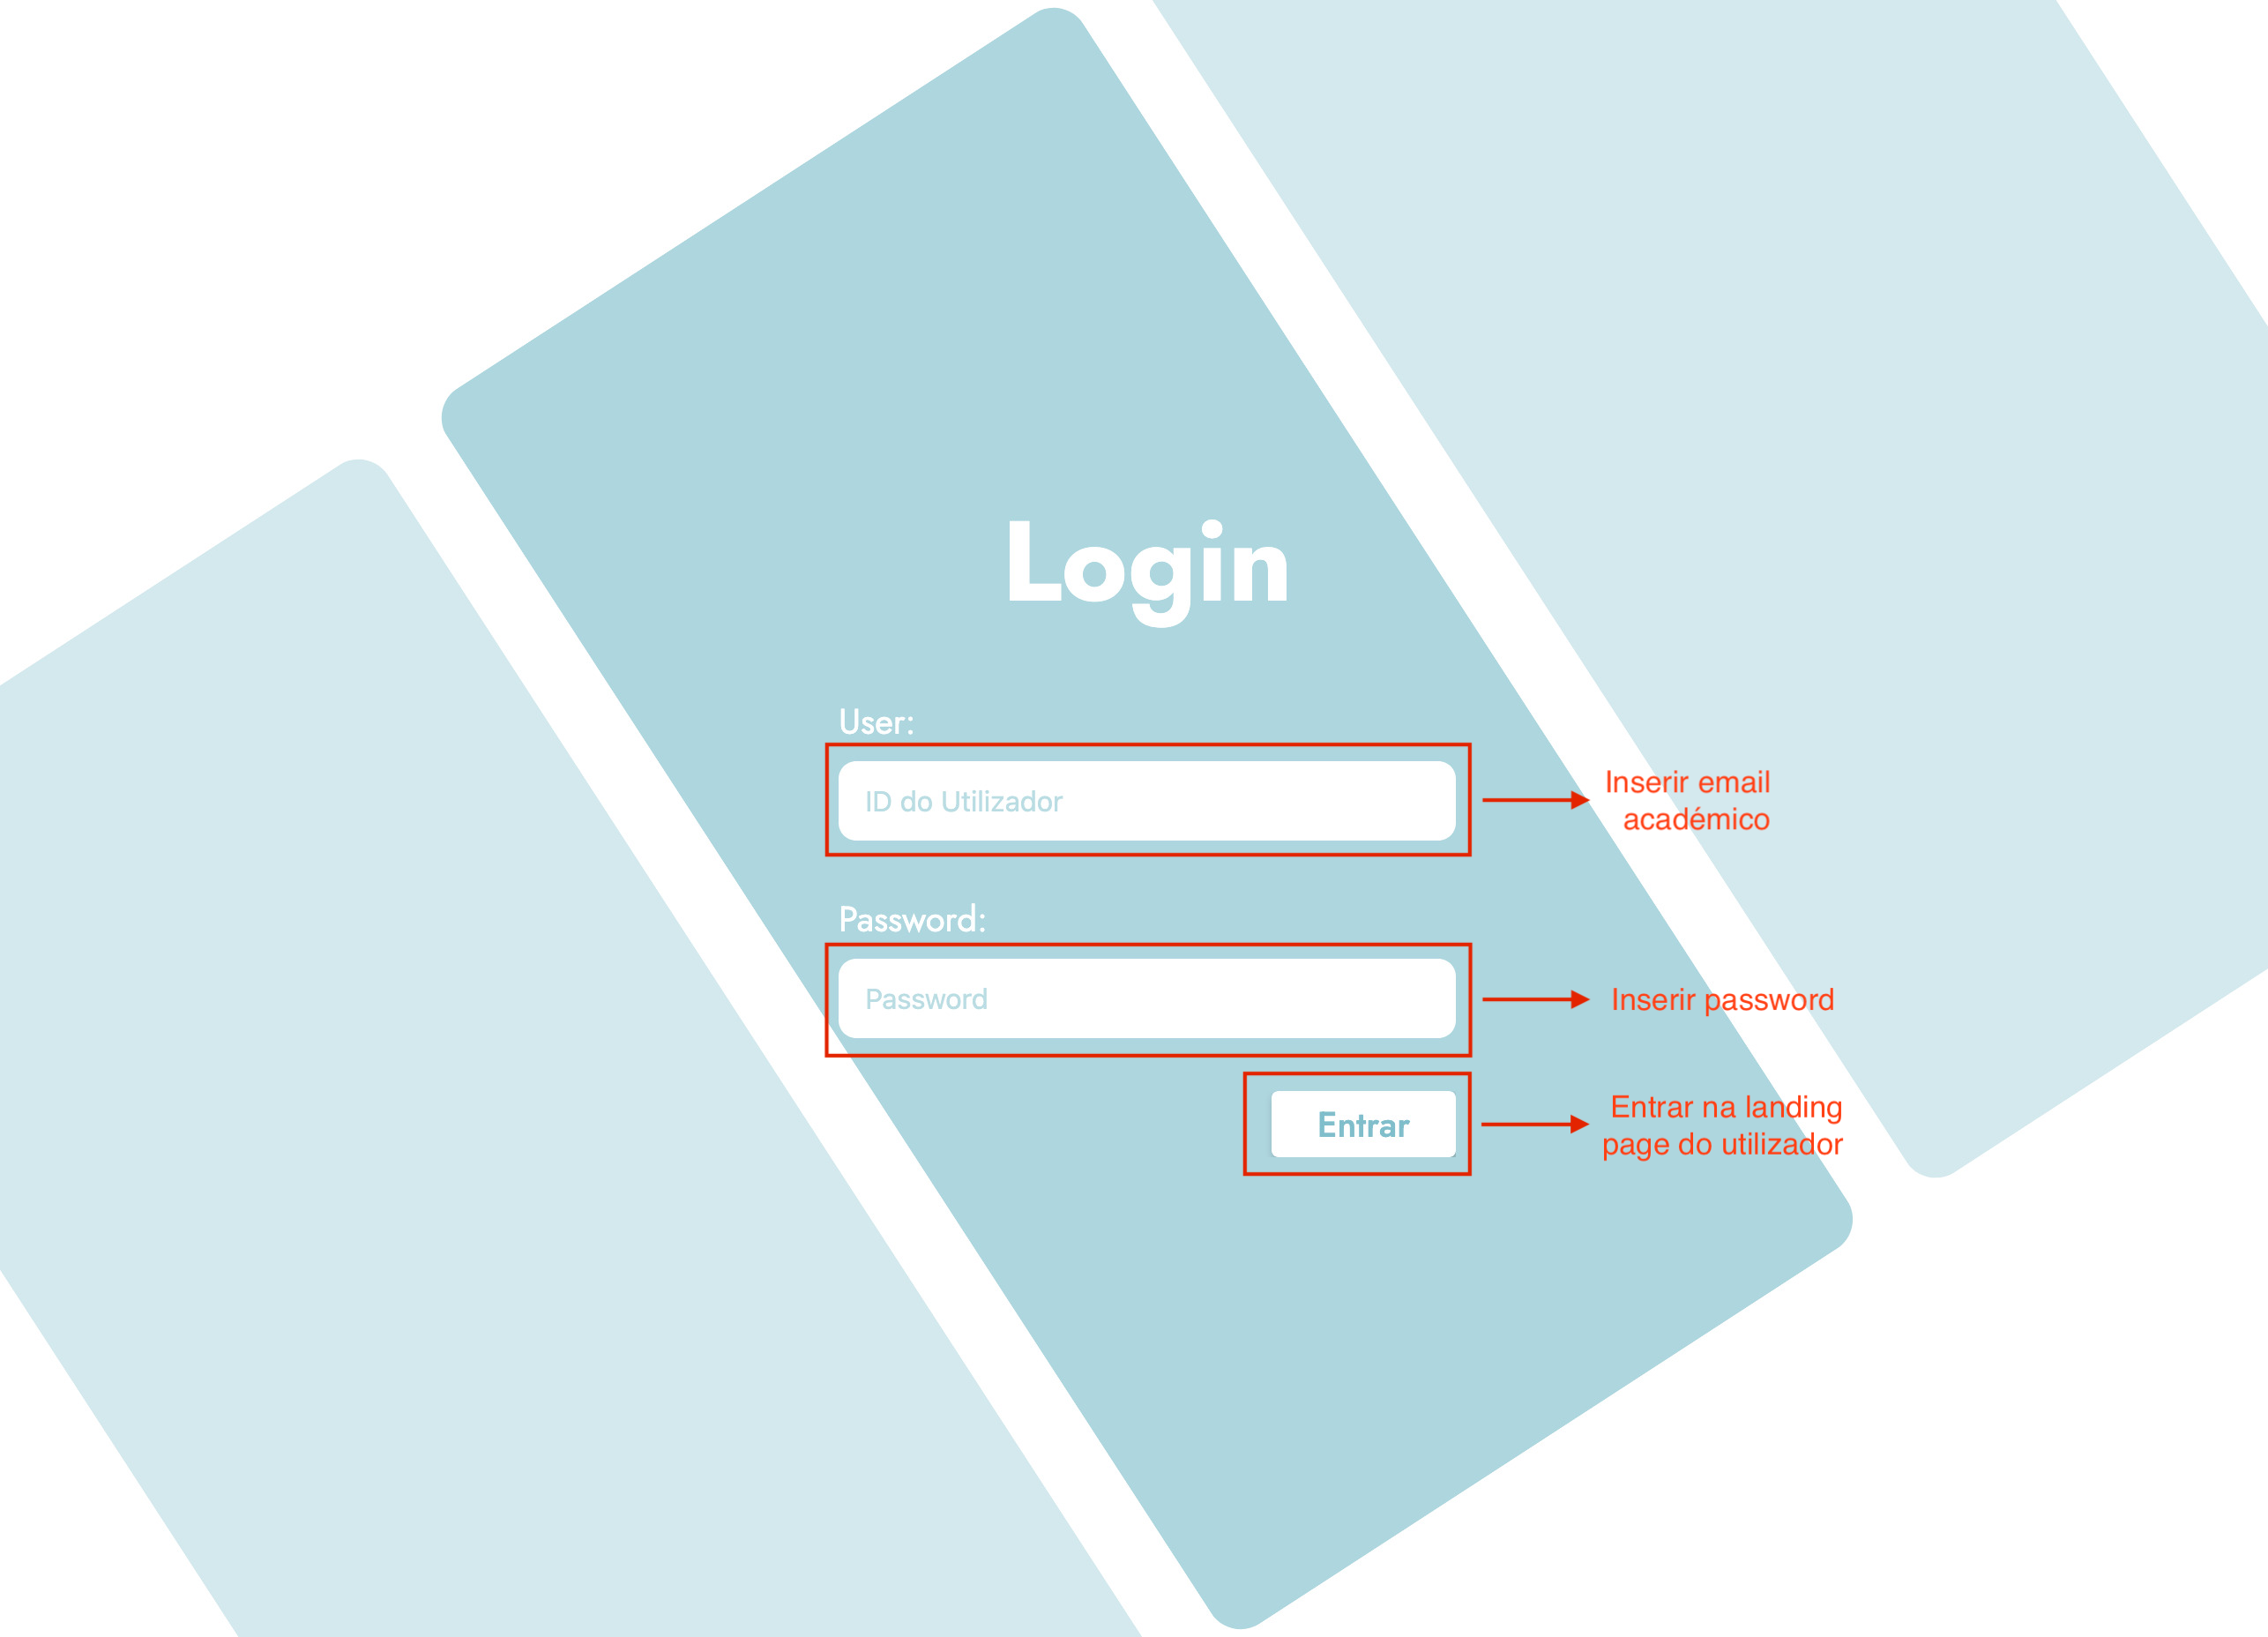 Login
User:
ID do Utilizador
Inserir email
académico
Password:
Password
Inserir password
Entrar
Entrar na landing
page do utilizador